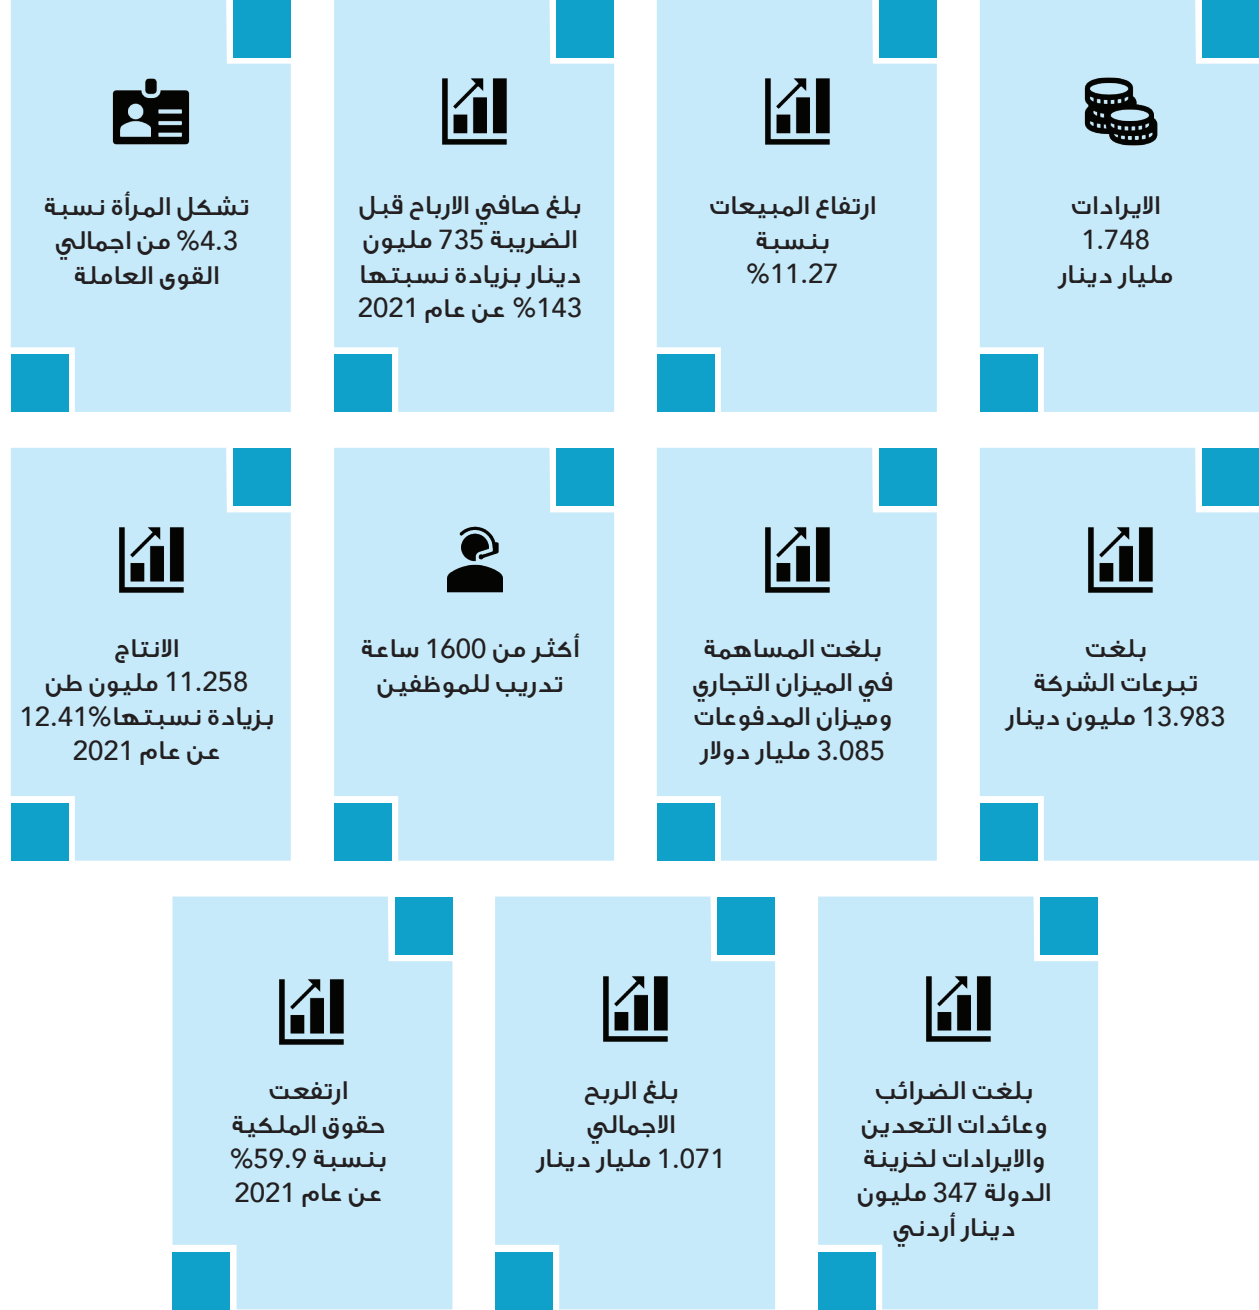 الايرادات
1.748
مليار دينار
ارتفاع المبيعات
بنسبة
%11.27
بلغ صافي الارباح قبل
الضريبة 735 مليون
دينار بزيادة نسبتها
%143 عن عام 2021
تشكل المرأة نسبة
%4.3 من اجمالي
القوى العاملة
بلغت
تبرعات الشركة
13.983 مليون دينار
بلغت المساهمة
في الميزان التجاري
وميزان المدفوعات
3.085 مليار دولار
أكثر من 1600 ساعة
تدريب للموظفين
الانتاج
11.258 مليون طن
بزيادة نسبتها%12.41
عن عام 2021
بلغت الضرائب
وعائدات التعدين
والايرادات لخزينة
الدولة 347 مليون
دينار أردني
بلغ الربح
الاجمالي
1.071 مليار دينار
ارتفعت
حقوق الملكية
بنسبة 59.9%
عن عام 2021